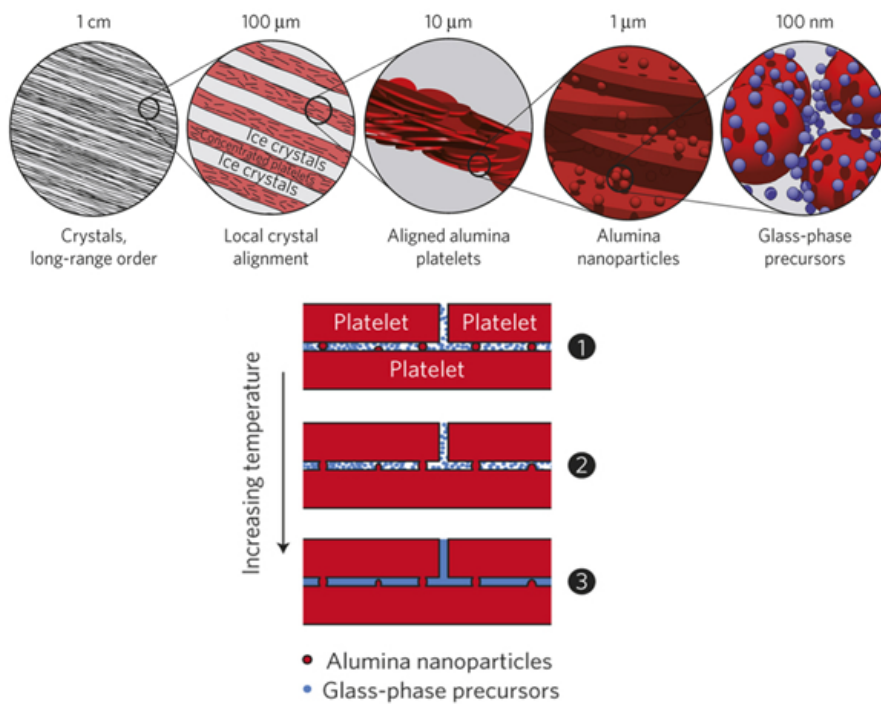 1 cm
100 μm
10 μm
1 μm
100 nm
Ice crystals
Concentrated platelets
Ice crystals
Crystals,
long-range order
Local crystal
alignment
Aligned alumina
platelets
Alumina
nanoparticles
Glass-phase
precursors
Increasing temperature
Platelet
Platelet
Platelet
1
2
3
Alumina nanoparticles
Glass-phase precursors